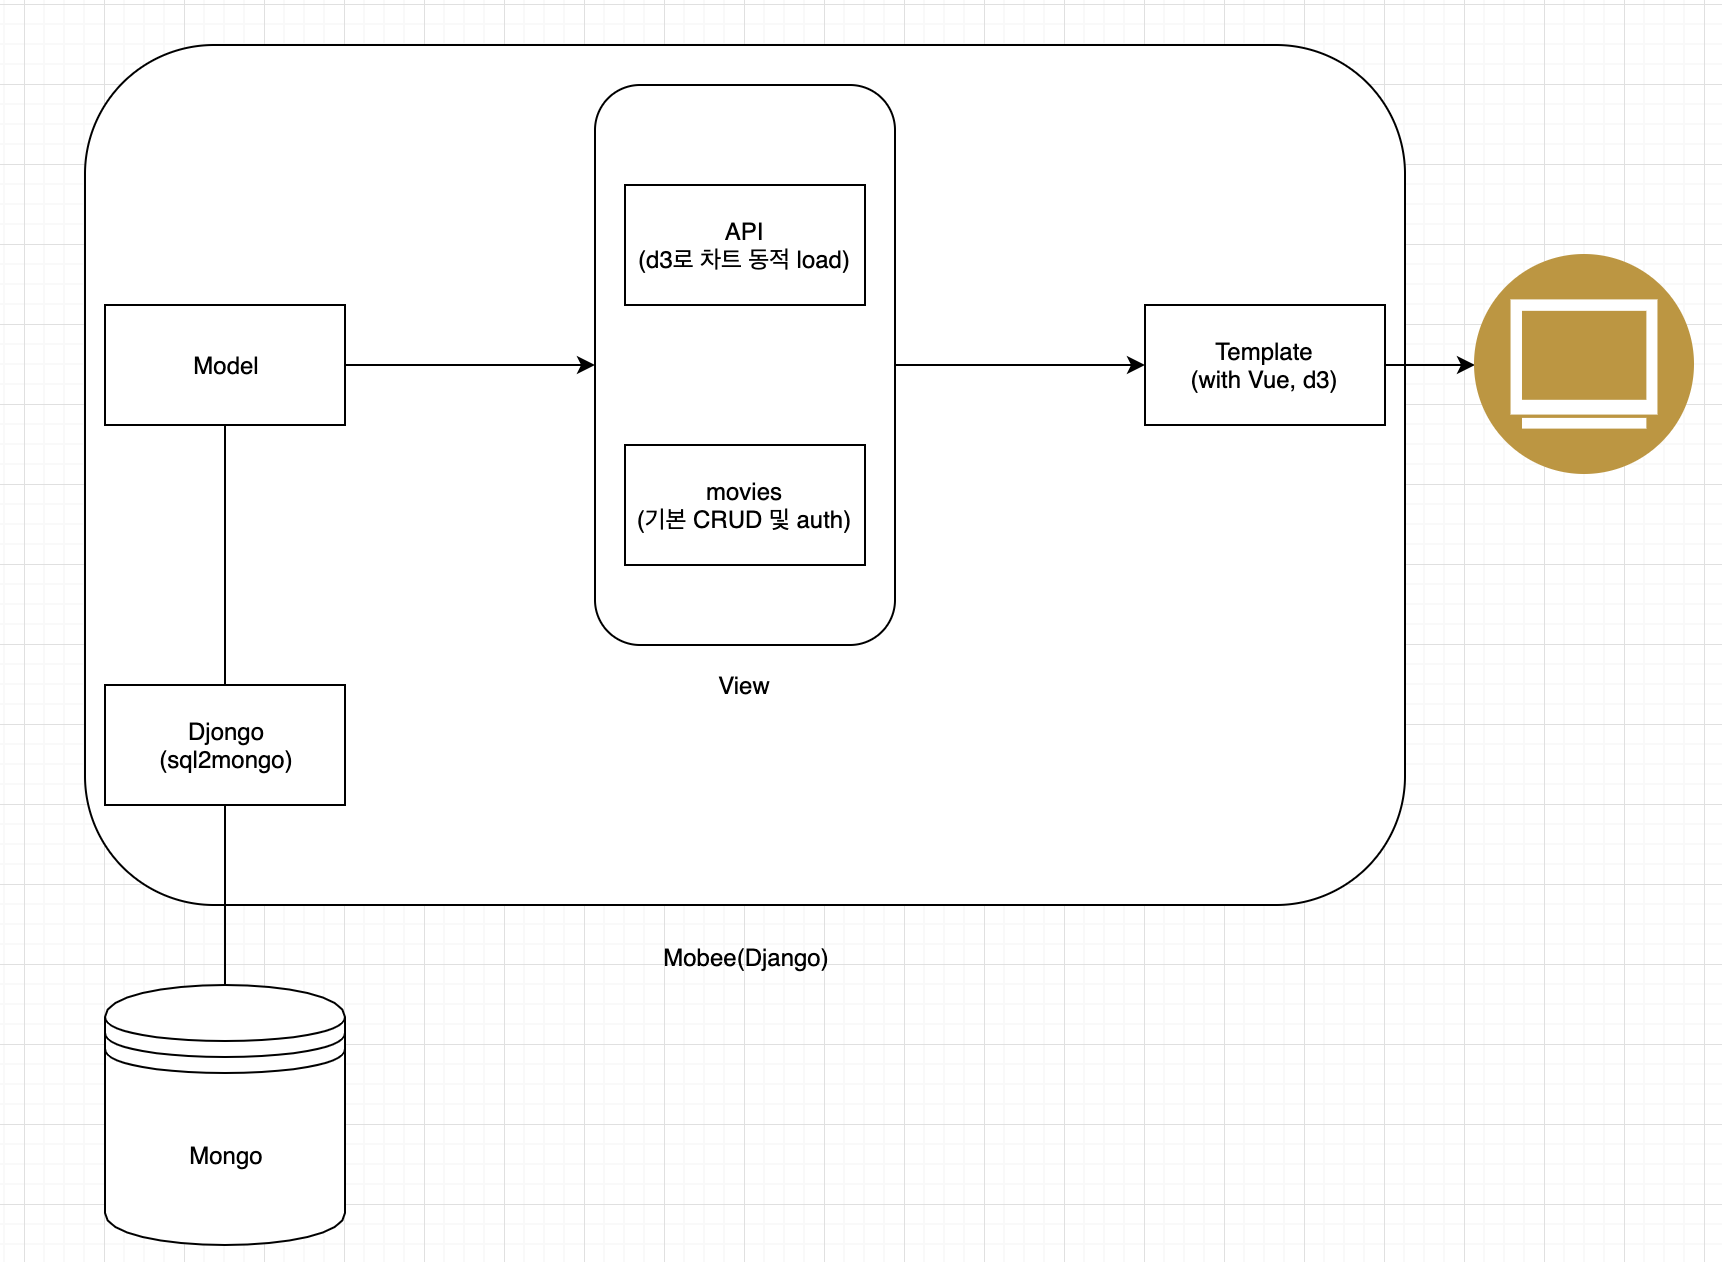 API
(d3로 차트 동적 load)
Model
Template
(with Vue, d3)
movies
(기본 CRUD 및 auth)
View
Djongo
(sql2mongo)
Mobee(Django)
Mongo